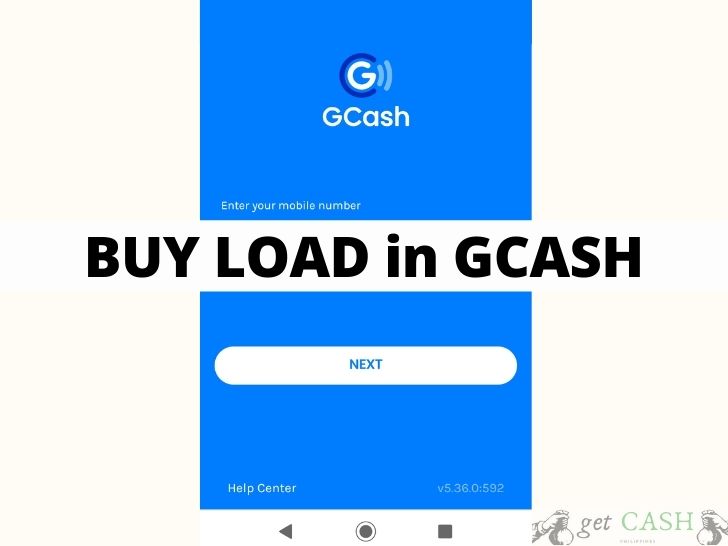 GCash
Enter your mobile number
BUY LOAD in GCASH
NEXT
Help Center v5.36.0:592
get CASH
PHILIPPINES